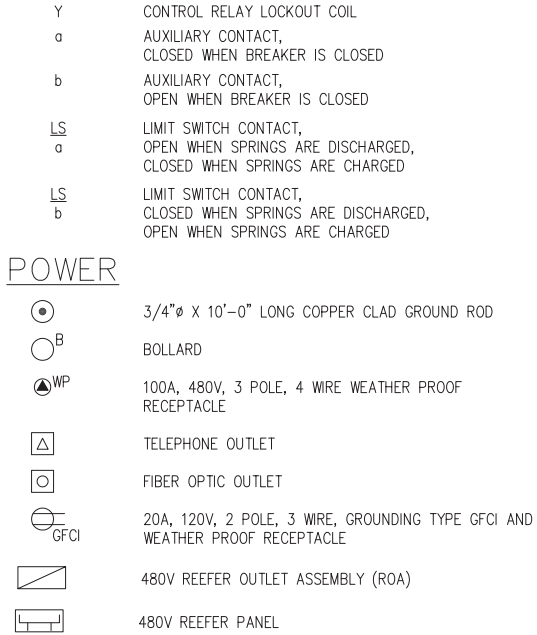 Y CONTROL RELAY LOCKOUT COIL
a AUXILIARY CONTACT,
CLOSED WHEN BREAKER IS CLOSED
b AUXILIARY CONTACT,
OPEN WHEN BREAKER IS CLOSED
LS LIMIT SWITCH CONTACT,
a OPEN WHEN SPRINGS ARE DISCHARGED,
CLOSED WHEN SPRINGS ARE CHARGED
LS LIMIT SWITCH CONTACT,
b CLOSED WHEN SPRINGS ARE DISCHARGED,
OPEN WHEN SPRINGS ARE CHARGED
POWER
3/4"ø X 10'-0" LONG COPPER CLAD GROUND ROD
B BOLLARD
WP 100A, 480V, 3 POLE, 4 WIRE WEATHER PROOF
RECEPTACLE
TELEPHONE OUTLET
FIBER OPTIC OUTLET
20A, 120V, 2 POLE, 3 WIRE, GROUNDING TYPE GFCI AND
GFCI WEATHER PROOF RECEPTACLE
480V REEFER OUTLET ASSEMBLY (ROA)
480V REEFER PANEL